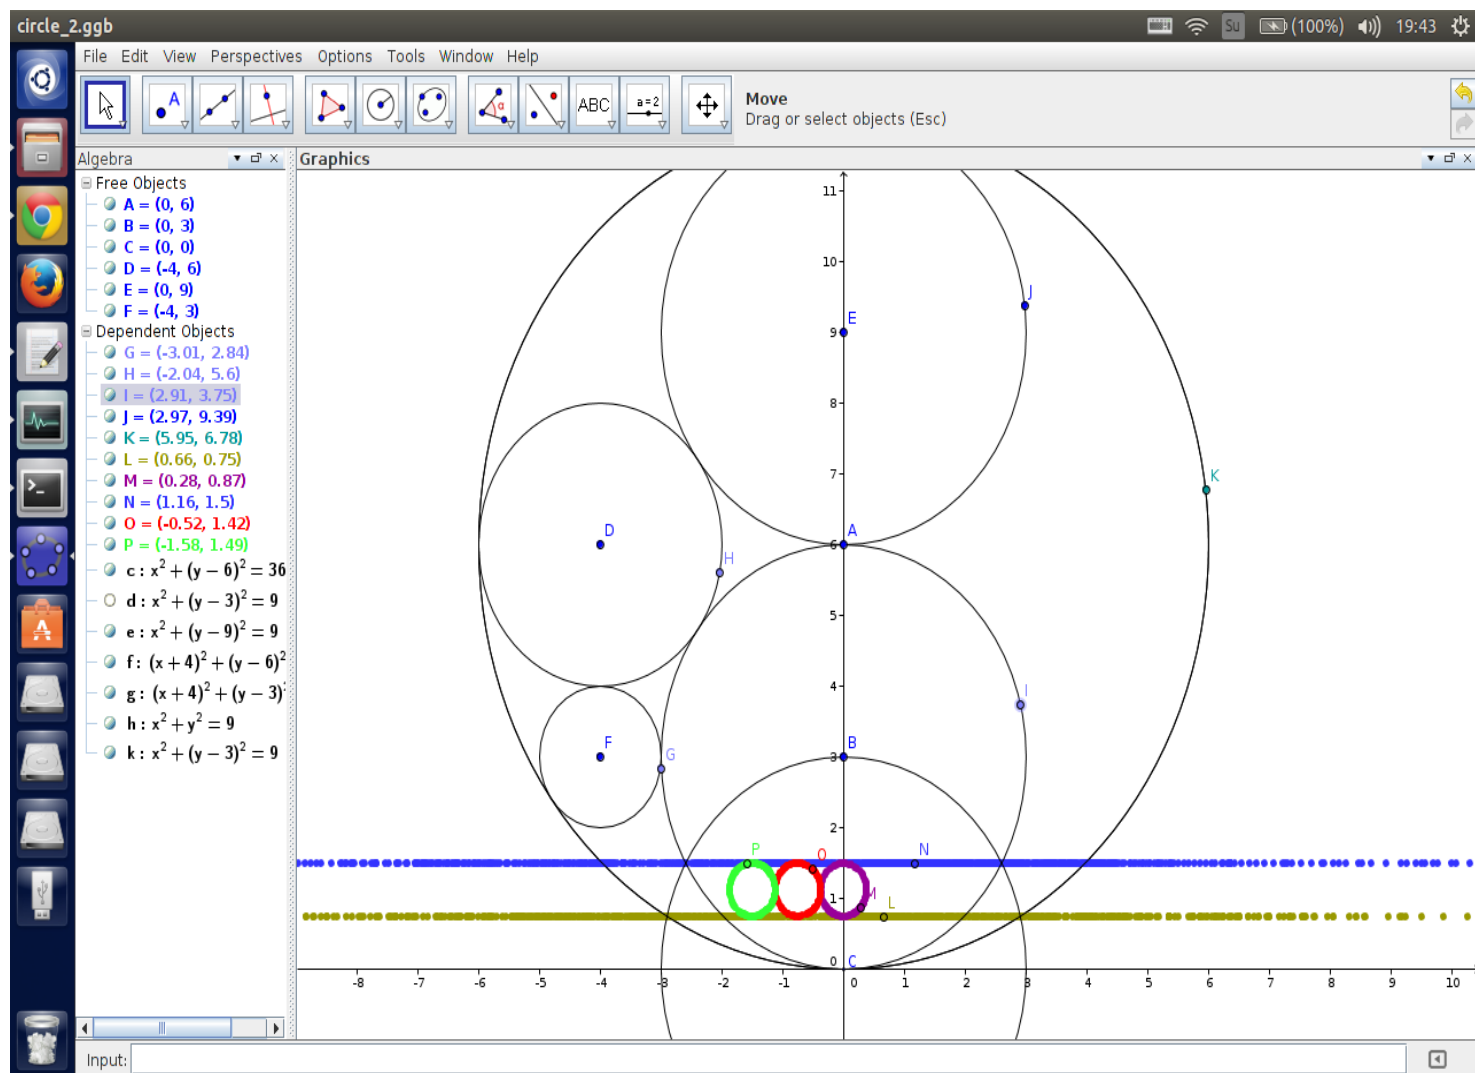 circle_2.ggb
Su (100%) 19:43
File Edit View Perspectives Options Tools Window Help
A α ABC a=2
Move
Drag or select objects (Esc)
Algebra
Graphics
Free Objects
A = (0, 6)
B = (0, 3)
C = (0, 0)
D = (-4, 6)
E = (0, 9)
F = (-4, 3)
Dependent Objects
G = (-3.01, 2.84)
H = (-2.04, 5.6)
I = (2.91, 3.75)
J = (2.97, 9.39)
K = (5.95, 6.78)
L = (0.66, 0.75)
M = (0.28, 0.87)
N = (1.16, 1.5)
O = (-0.52, 1.42)
P = (-1.58, 1.49)
c : x² + (y − 6)² = 36
d : x² + (y − 3)² = 9
e : x² + (y − 9)² = 9
f : (x + 4)² + (y − 6)²
g : (x + 4)² + (y − 3)²
h : x² + y² = 9
k : x² + (y − 3)² = 9
11
10
J
E
9
8
7
K
D
A
6
H
5
4
I
F
G
B
3
2
P
O
N
1
M
L
0
C
-8 -7 -6 -5 -4 -3 -2 -1 0 1 2 3 4 5 6 7 8 9 10
Input: